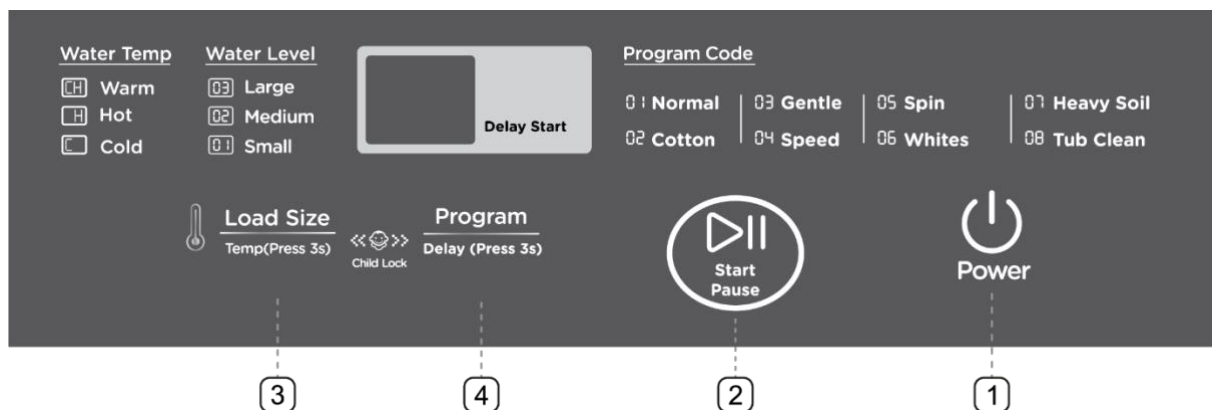 Water Temp
CH Warm
H Hot
C Cold
Water Level
03 Large
02 Medium
01 Small
Delay Start
Program Code
01 Normal
02 Cotton
03 Gentle
04 Speed
05 Spin
06 Whites
07 Heavy Soil
08 Tub Clean
Load Size
Temp(Press 3s)
Child Lock
Program
Delay (Press 3s)
Start
Pause
Power
3
4
2
1